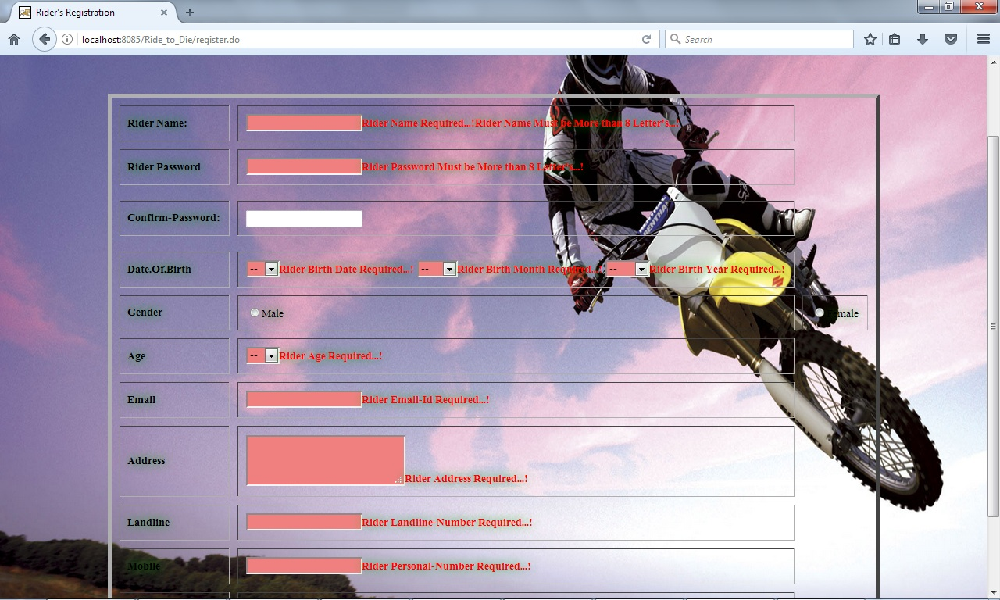 Rider's Registration
localhost:8085/Ride_to_Die/register.do
Search
Rider Name: Rider Name Required...!Rider Name Must be More than 8 Letter's...!
Rider Password Rider Password Must be More than 8 Letter's...!
Confirm-Password:
Date.Of.Birth -- Rider Birth Date Required...! -- Rider Birth Month Required...! -- Rider Birth Year Required...!
Gender Male Female
Age -- Rider Age Required...!
Email Rider Email-Id Required...!
Address Rider Address Required...!
Landline Rider Landline-Number Required...!
Mobile Rider Personal-Number Required...!
RENTHAL
FOX